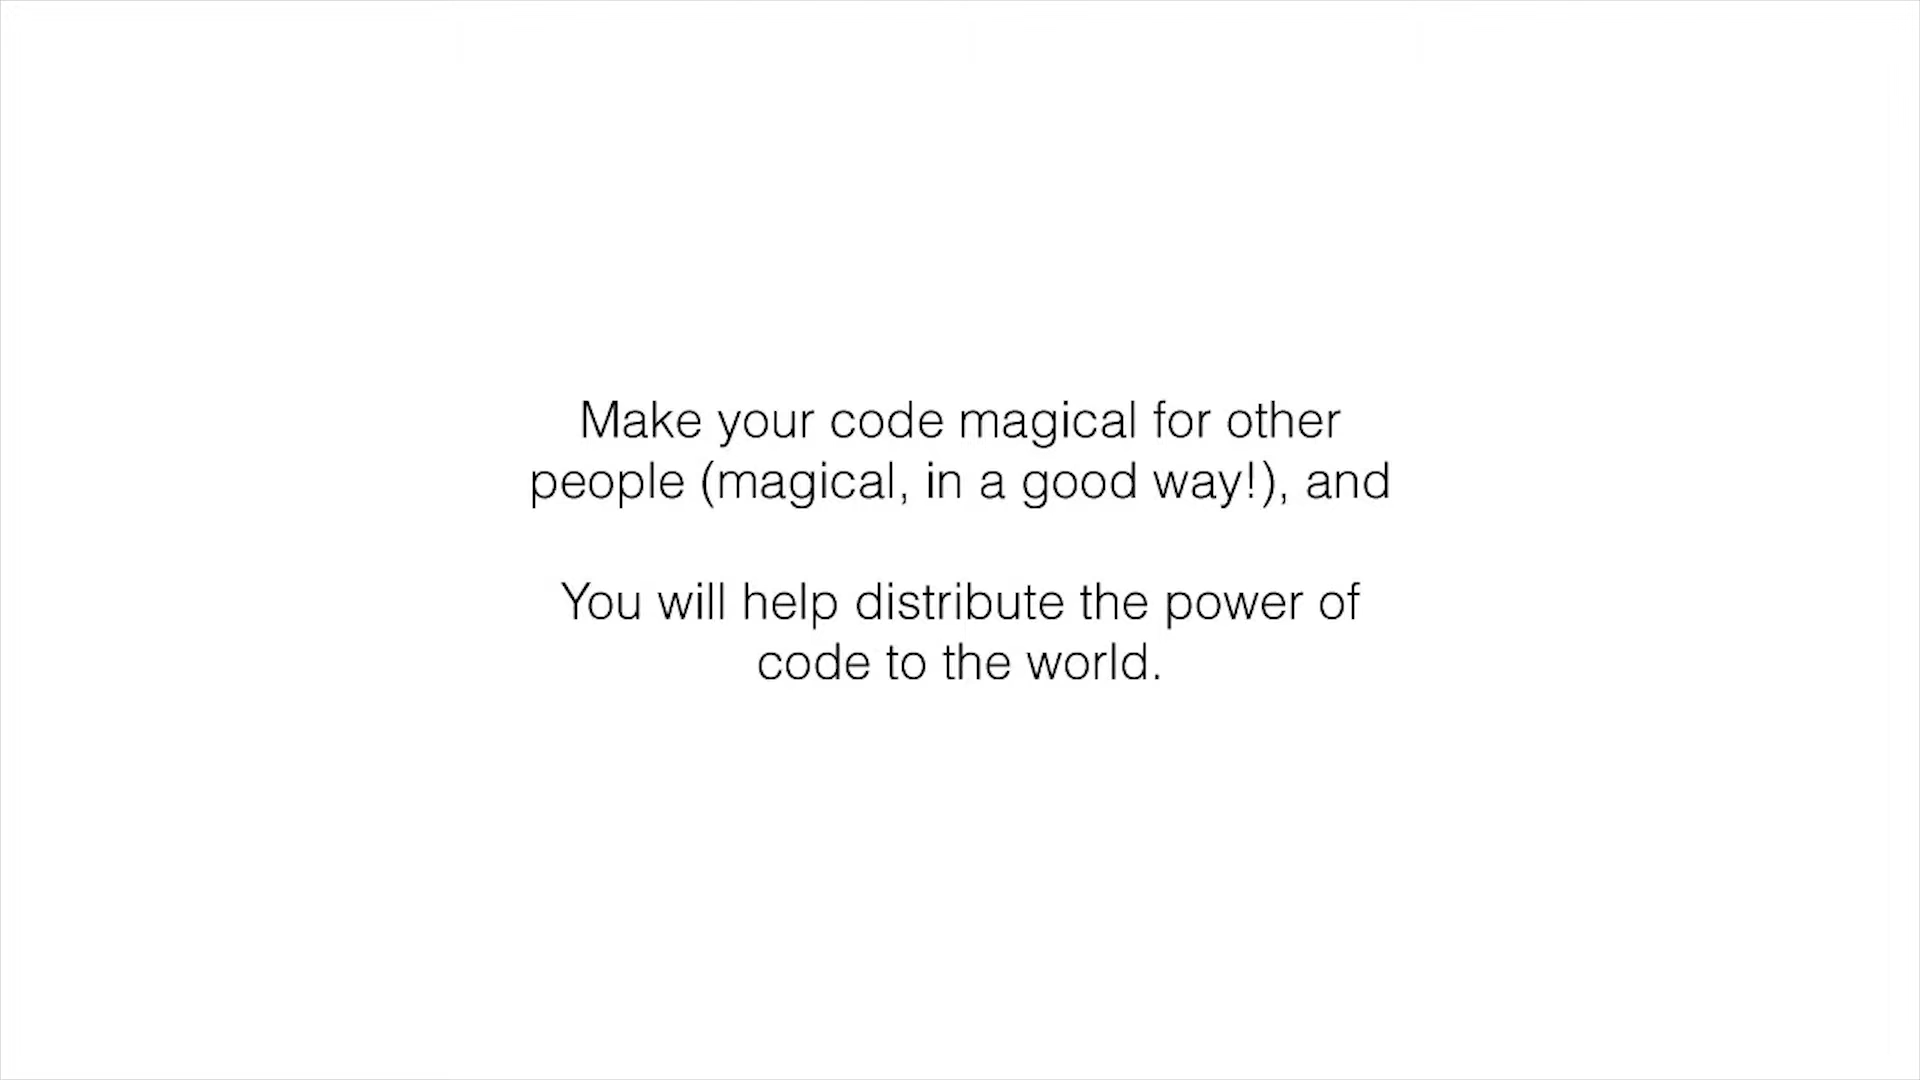 Make your code magical for other
people (magical, in a good way!), and
You will help distribute the power of
code to the world.